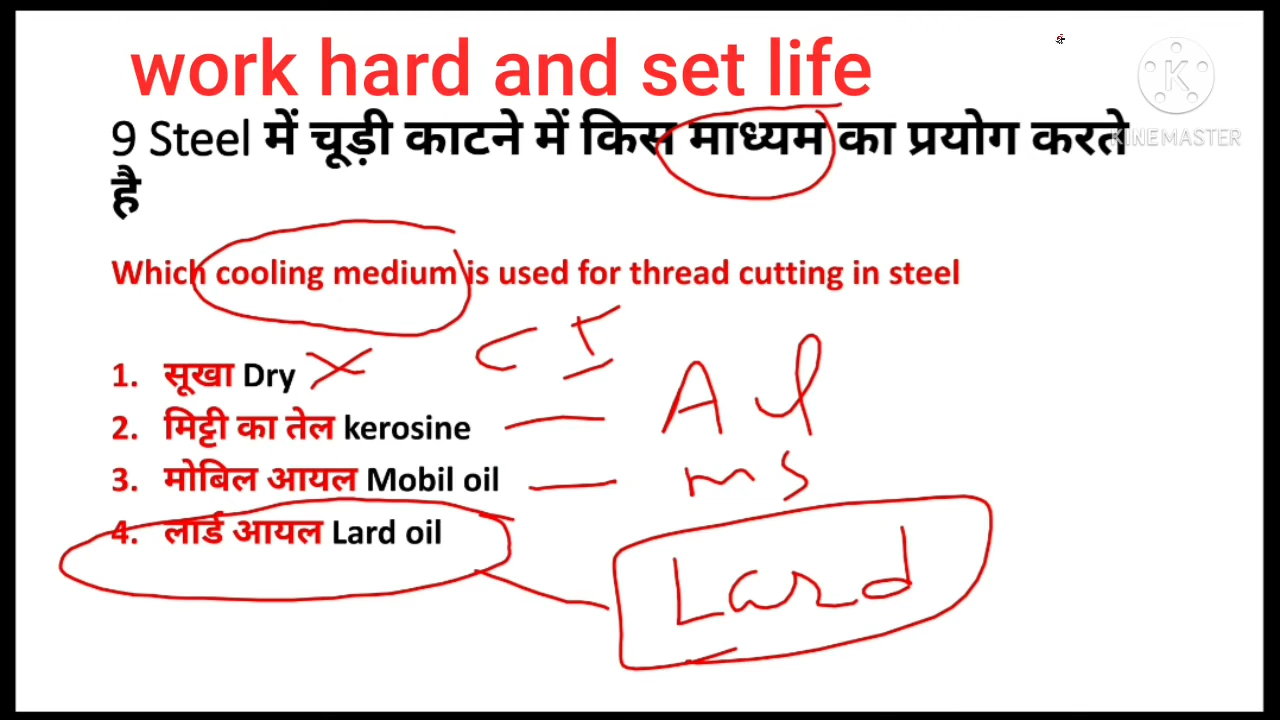 work hard and set life
K
KINEMASTER
9 Steel में चूड़ी काटने में किस माध्यम का प्रयोग करते
है
Which cooling medium is used for thread cutting in steel
CI
1. सूखा Dry
Al
2. मिट्टी का तेल kerosine
3. मोबिल आयल Mobil oil
ms
4. लार्ड आयल Lard oil
Lard